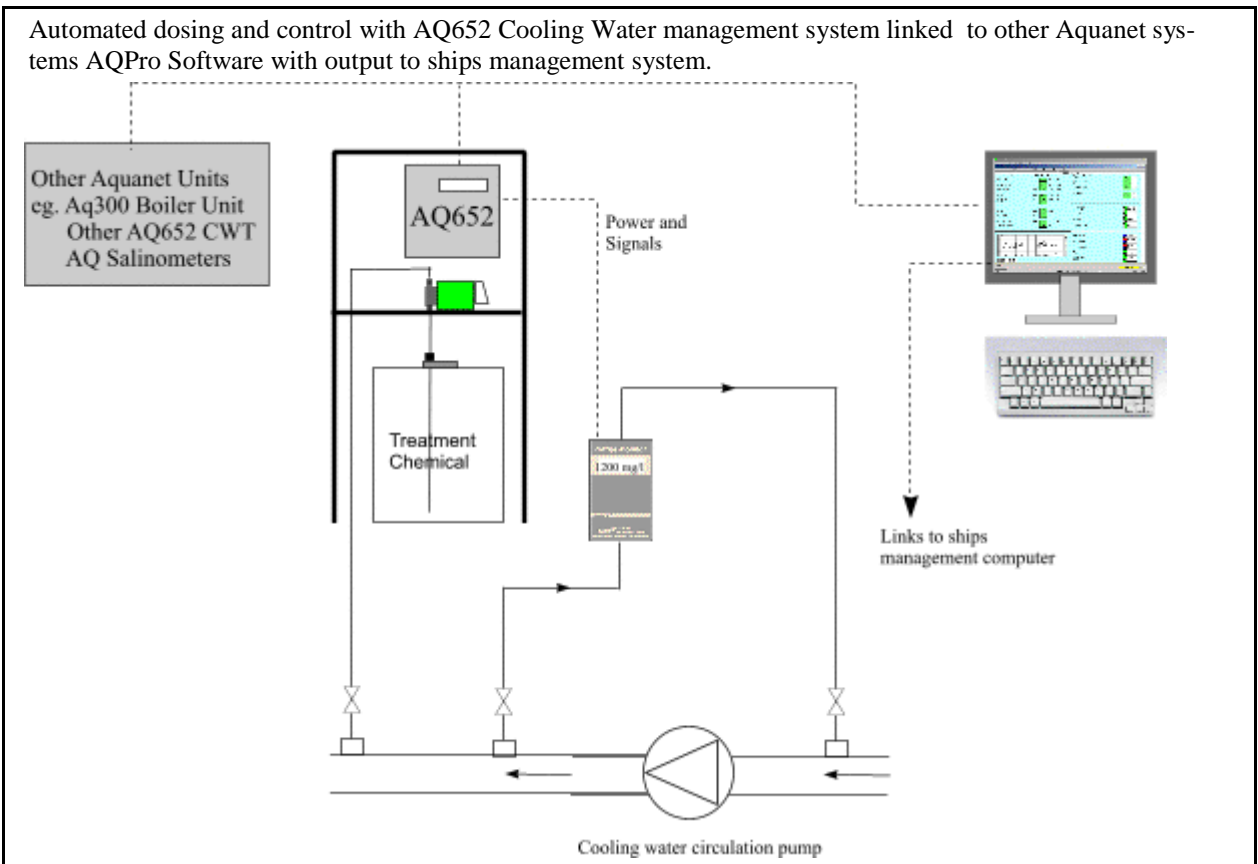 Automated dosing and control with AQ652 Cooling Water management system linked to other Aquanet sys-
tems AQPro Software with output to ships management system.
Other Aquanet Units
eg. Aq300 Boiler Unit
Other AQ652 CWT
AQ Salinometers
AQ652
Power and
Signals
Treatment
Chemical
1200 mg/l
Links to ships
management computer
Cooling water circulation pump